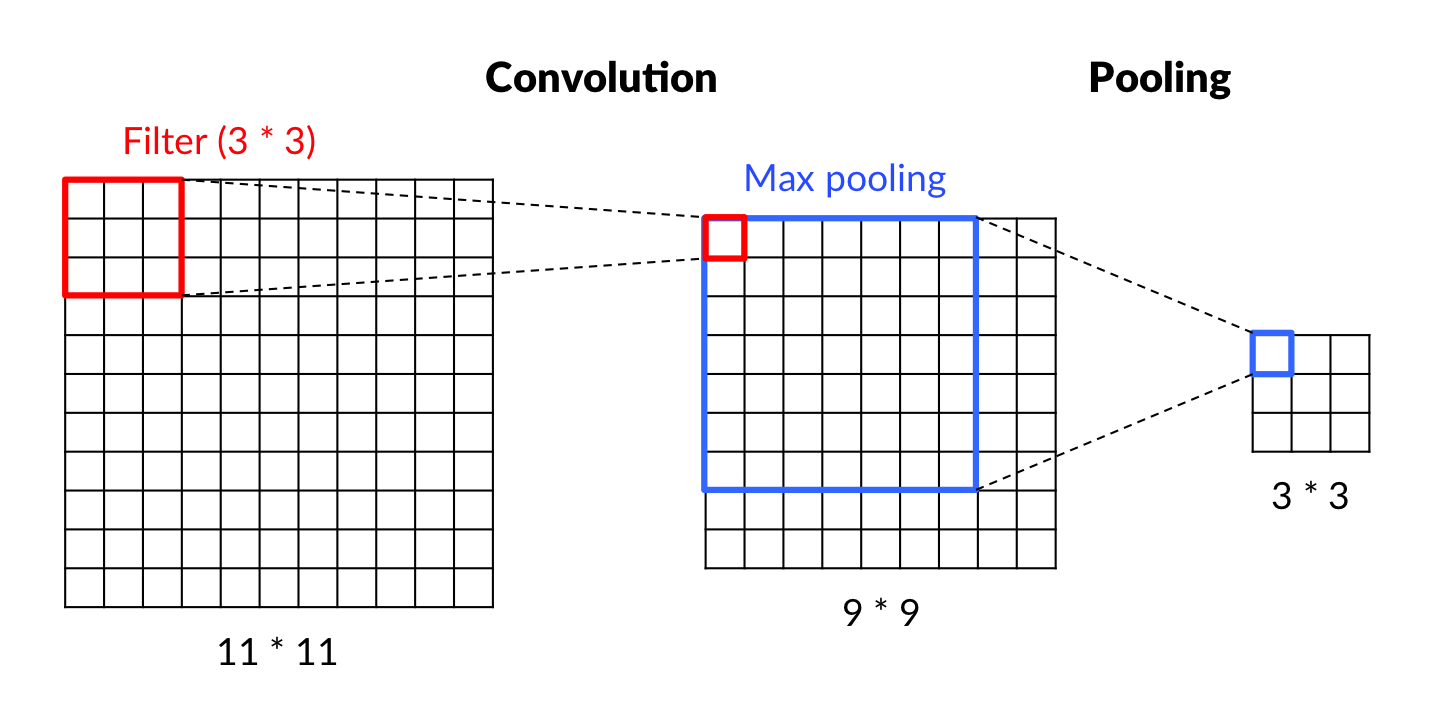 Convolution
Pooling
Filter (3 * 3)
Max pooling
3 * 3
9 * 9
11 * 11